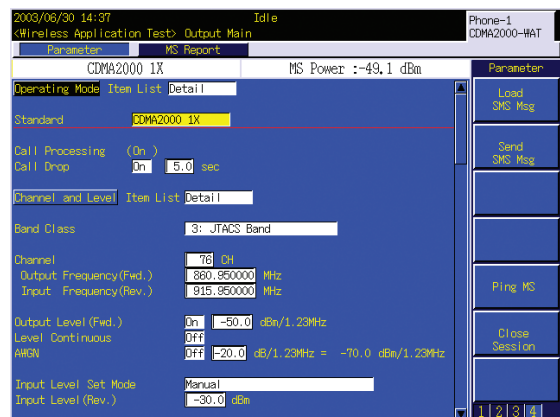 2003/06/30 14:37 Idle Phone-1
<Wireless Application Test> Output Main CDMA2000-WAT
Parameter MS Report
CDMA2000 1X MS Power :-49.1 dBm Parameter
Operating Mode Item List Detail
Load SMS Msg
Standard CDMA2000 1X
Call Processing (On )
Send SMS Msg
Call Drop On 5.0 sec
Channel and Level Item List Detail
Band Class 3: JTACS Band
Channel 76 CH
Output Frequency(Fwd.) 860.950000 MHz
Input Frequency(Rev.) 915.950000 MHz
Ping MS
Output Level(Fwd.) On -50.0 dBm/1.23MHz
Level Continuous Off
Close Session
AWGN Off -20.0 dB/1.23MHz = -70.0 dBm/1.23MHz
Input Level Set Mode Manual
Input Level(Rev.) -30.0 dBm
1 2 3 4